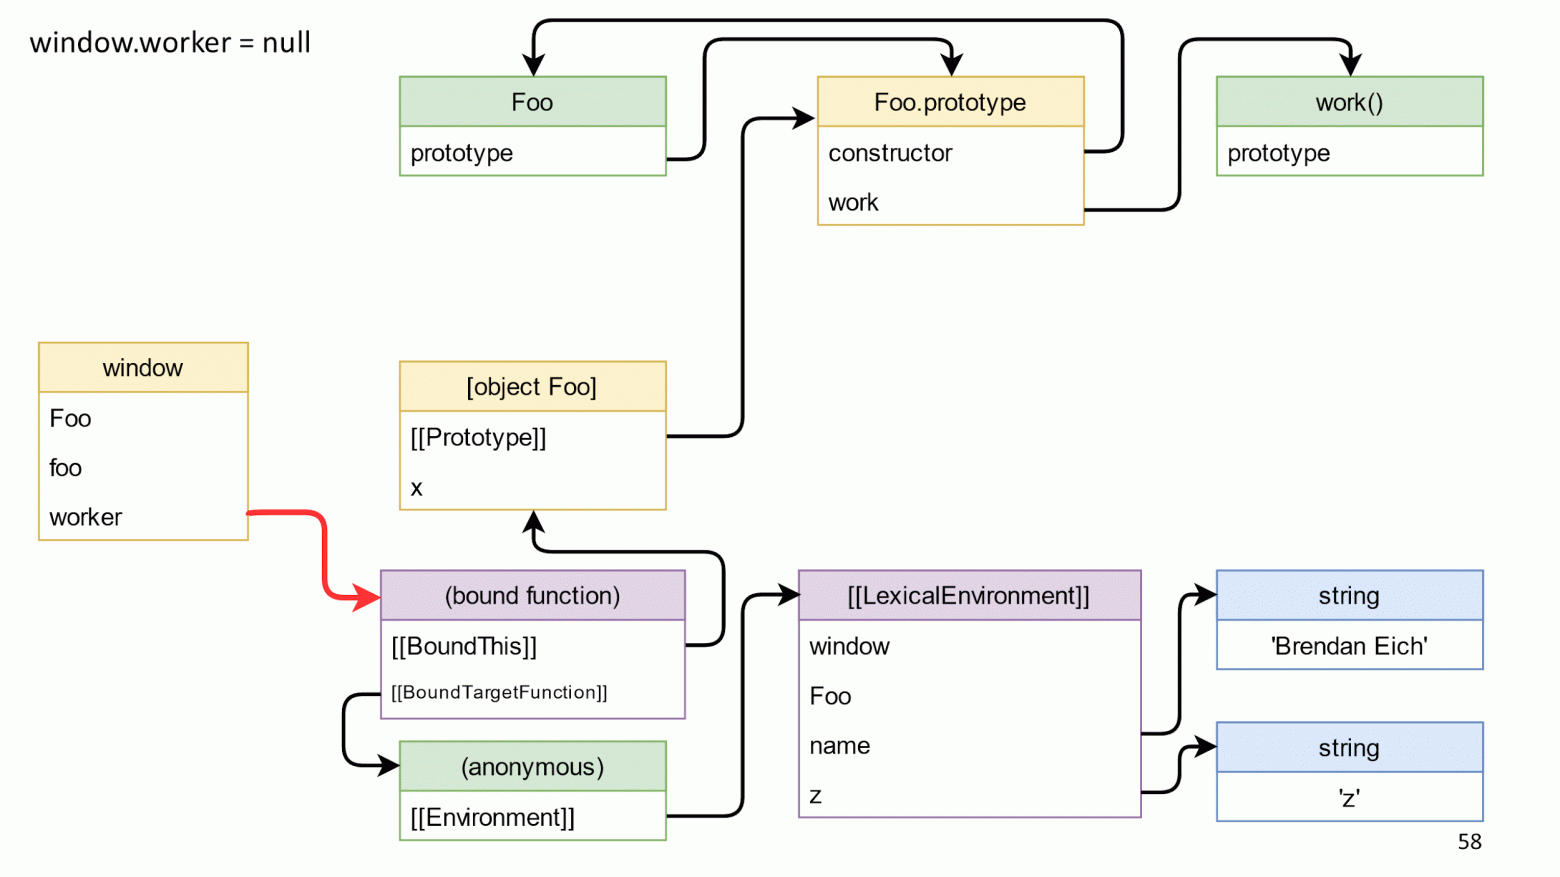 window.worker = null
Foo
prototype
Foo.prototype
constructor
work
work()
prototype
window
Foo
foo
worker
[object Foo]
[[Prototype]]
x
(bound function)
[[BoundThis]]
[[BoundTargetFunction]]
(anonymous)
[[Environment]]
[[LexicalEnvironment]]
window
Foo
name
z
string
'Brendan Eich'
string
'z'
58